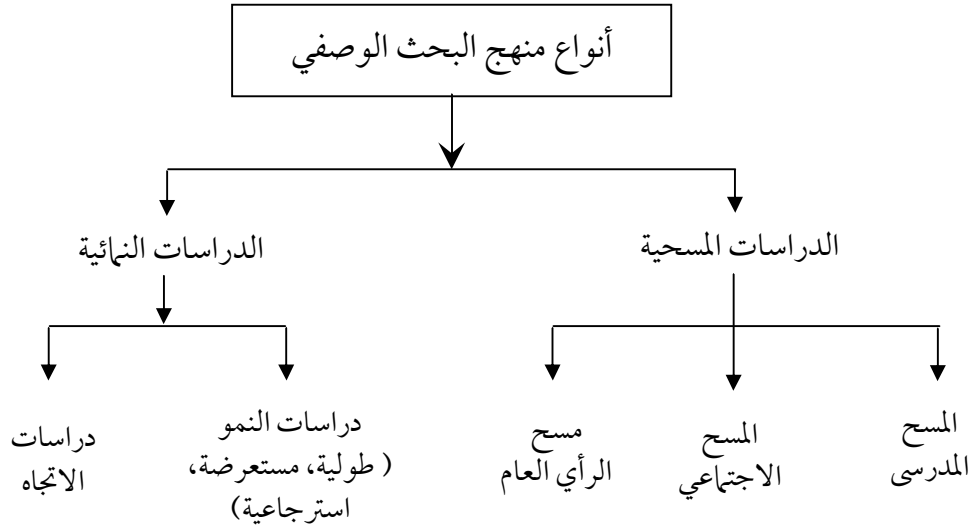 أنواع منهج البحث الوصفي
الدراسات المسحية
الدراسات النمائية
المسح
المدرسى
المسح
الاجتماعي
مسح
الرأي العام
دراسات النمو
(طولية، مستعرضة،
استرجاعية)
دراسات
الاتجاه